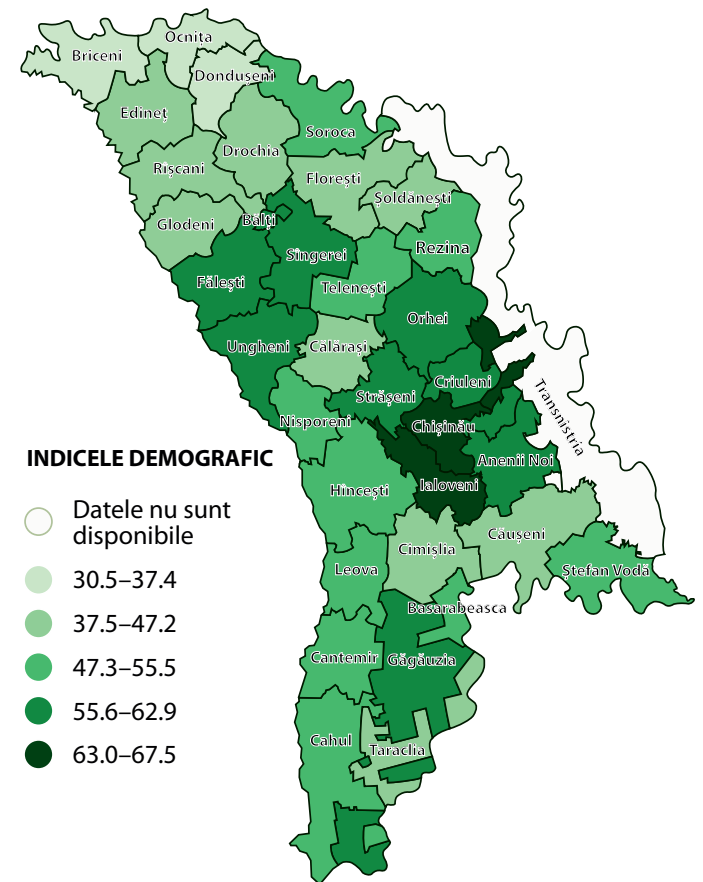 Ocnița
Briceni
Dondușeni
Edineț
Soroca
Drochia
Rîșcani
Florești
Șoldănești
Glodeni
Bălți
Rezina
Sîngerei
Fălești
Telenești
Orhei
Ungheni
Călărași
Criuleni
Strășeni
Transnistria
Nisporeni
Chișinău
Anenii Noi
Ialoveni
Hîncești
Căușeni
Cimișlia
Leova
Ștefan Vodă
Basarabeasca
Cantemir
Găgăuzia
Cahul
Taraclia
INDICELE DEMOGRAFIC
Datele nu sunt
disponibile
30.5–37.4
37.5–47.2
47.3–55.5
55.6–62.9
63.0–67.5